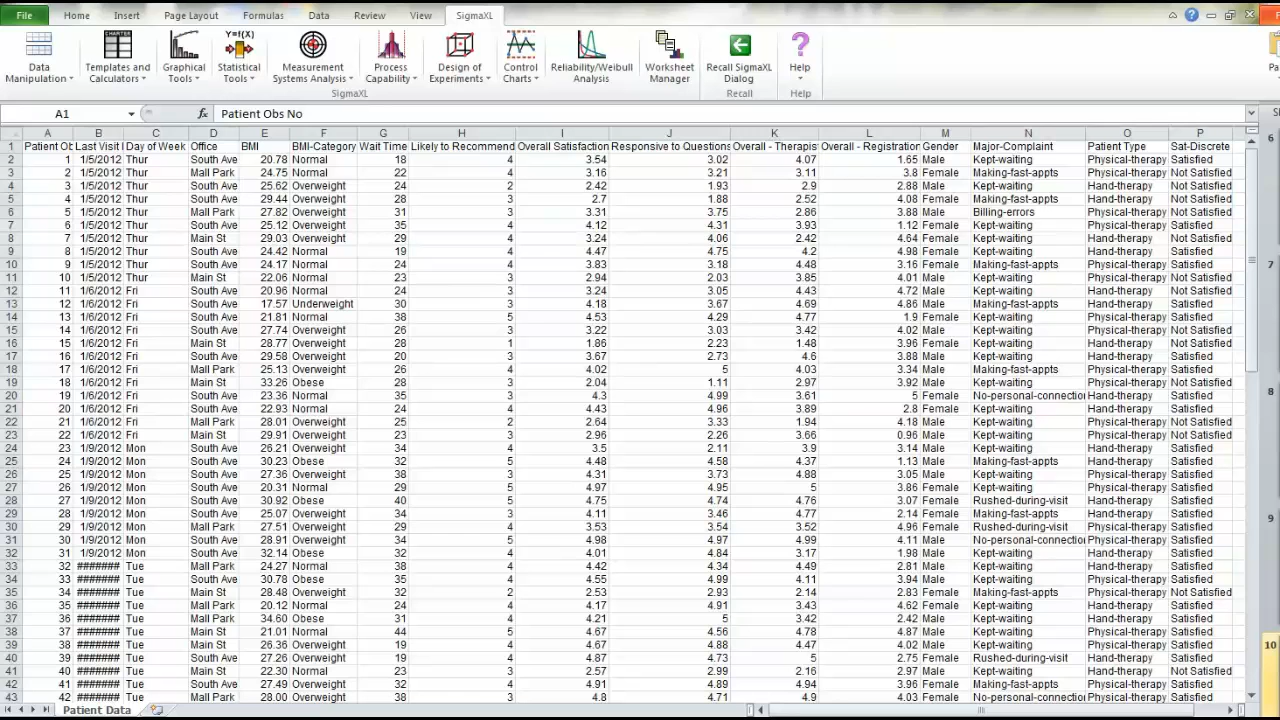 File Home Insert Page Layout Formulas Data Review View SigmaXL
Data Manipulation Templates and Calculators Graphical Tools Y=f(X) Statistical Tools Measurement Systems Analysis Process Capability Design of Experiments Control Charts Reliability/Weibull Analysis Worksheet Manager Recall SigmaXL Dialog Help
SigmaXL Recall Help
A1 fx Patient Obs No
A B C D E F G H I J K L M N O P
1 Patient Ob Last Visit Day of Week Office BMI BMI-Category Wait Time Likely to Recommend Overall Satisfaction Responsive to Questions Overall - Therapis Overall - Registration Gender Major-Complaint Patient Type Sat-Discrete
2 1 1/5/2012 Thur South Ave 20.78 Normal 18 4 3.54 3.02 4.07 1.65 Male Kept-waiting Physical-therapy Satisfied
3 2 1/5/2012 Thur Mall Park 24.75 Normal 22 4 3.16 3.21 3.11 3.8 Female Making-fast-appts Physical-therapy Not Satisfied
4 3 1/5/2012 Thur South Ave 25.62 Overweight 24 2 2.42 1.93 2.9 2.88 Male Kept-waiting Hand-therapy Not Satisfied
5 4 1/5/2012 Thur South Ave 29.44 Overweight 28 3 2.7 1.88 2.52 4.08 Female Making-fast-appts Hand-therapy Not Satisfied
6 5 1/5/2012 Thur Mall Park 27.82 Overweight 31 3 3.31 3.75 2.86 3.88 Male Billing-errors Physical-therapy Not Satisfied
7 6 1/5/2012 Thur South Ave 25.12 Overweight 35 4 4.12 4.31 3.93 1.12 Female Kept-waiting Physical-therapy Satisfied
8 7 1/5/2012 Thur Main St 29.03 Overweight 29 4 3.24 4.06 2.42 4.64 Female Kept-waiting Hand-therapy Not Satisfied
9 8 1/5/2012 Thur South Ave 24.42 Normal 19 4 4.47 4.75 4.2 4.98 Female Kept-waiting Physical-therapy Satisfied
10 9 1/5/2012 Thur South Ave 24.17 Normal 24 4 3.83 3.18 4.48 3.16 Female Making-fast-appts Hand-therapy Satisfied
11 10 1/5/2012 Thur Main St 22.06 Normal 23 3 2.94 2.03 3.85 4.01 Male Kept-waiting Physical-therapy Not Satisfied
12 11 1/6/2012 Fri South Ave 20.96 Normal 24 3 3.24 3.05 4.43 4.72 Male Kept-waiting Hand-therapy Not Satisfied
13 12 1/6/2012 Fri South Ave 17.57 Underweight 30 3 4.18 3.67 4.69 4.86 Male Making-fast-appts Hand-therapy Satisfied
14 13 1/6/2012 Fri South Ave 21.81 Normal 38 5 4.53 4.29 4.77 1.9 Female Kept-waiting Physical-therapy Satisfied
15 14 1/6/2012 Fri South Ave 27.74 Overweight 26 3 3.22 3.03 3.42 4.02 Male Kept-waiting Physical-therapy Not Satisfied
16 15 1/6/2012 Fri Main St 28.77 Overweight 28 1 1.86 2.23 1.48 3.96 Female Kept-waiting Hand-therapy Not Satisfied
17 16 1/6/2012 Fri South Ave 29.58 Overweight 20 3 3.67 2.73 4.6 3.88 Male Kept-waiting Hand-therapy Satisfied
18 17 1/6/2012 Fri Mall Park 25.13 Overweight 26 4 4.02 5 4.03 3.34 Male Making-fast-appts Hand-therapy Satisfied
19 18 1/6/2012 Fri Main St 33.26 Obese 28 3 2.04 1.11 2.97 3.92 Male Kept-waiting Physical-therapy Not Satisfied
20 19 1/6/2012 Fri South Ave 23.36 Normal 35 3 4.3 4.99 3.61 5 Female No-personal-connection Hand-therapy Satisfied
21 20 1/6/2012 Fri South Ave 22.93 Normal 24 4 4.43 4.96 3.89 2.8 Female Kept-waiting Physical-therapy Satisfied
22 21 1/6/2012 Fri Mall Park 28.01 Overweight 25 2 2.64 3.33 1.94 4.18 Male Kept-waiting Physical-therapy Not Satisfied
23 22 1/6/2012 Fri Main St 29.91 Overweight 23 3 2.96 2.26 3.66 0.96 Male Kept-waiting Physical-therapy Not Satisfied
24 23 1/9/2012 Mon South Ave 26.21 Overweight 34 4 3.5 2.11 3.9 3.14 Male Kept-waiting Hand-therapy Satisfied
25 24 1/9/2012 Mon South Ave 30.23 Obese 32 5 4.48 4.58 4.37 1.13 Male Making-fast-appts Physical-therapy Satisfied
26 25 1/9/2012 Mon South Ave 27.36 Overweight 38 3 4.31 3.73 4.88 3.05 Male Kept-waiting Physical-therapy Satisfied
27 26 1/9/2012 Mon South Ave 20.31 Normal 29 5 4.97 4.95 5 3.86 Female Kept-waiting Physical-therapy Satisfied
28 27 1/9/2012 Mon South Ave 30.92 Obese 40 5 4.75 4.74 4.76 3.07 Female Rushed-during-visit Hand-therapy Satisfied
29 28 1/9/2012 Mon South Ave 25.07 Overweight 34 3 4.11 3.46 4.77 2.14 Female Making-fast-appts Hand-therapy Satisfied
30 29 1/9/2012 Mon Mall Park 27.51 Overweight 29 4 3.53 3.54 3.52 4.96 Female Rushed-during-visit Physical-therapy Satisfied
31 30 1/9/2012 Mon South Ave 28.91 Overweight 34 5 4.98 4.97 4.99 4.11 Male No-personal-connection Physical-therapy Satisfied
32 31 1/9/2012 Mon South Ave 32.14 Obese 32 4 4.01 4.84 3.17 1.98 Male Kept-waiting Hand-therapy Satisfied
33 32 ####### Tue Mall Park 24.27 Normal 38 4 4.42 4.34 4.49 2.81 Male Kept-waiting Physical-therapy Satisfied
34 33 ####### Tue South Ave 30.78 Obese 35 4 4.55 4.99 4.11 3.94 Male Kept-waiting Physical-therapy Satisfied
35 34 ####### Tue Main St 28.48 Overweight 32 2 2.53 2.93 2.14 2.83 Female Making-fast-appts Physical-therapy Not Satisfied
36 35 ####### Tue Mall Park 20.12 Normal 24 4 4.17 4.91 3.43 4.62 Female Kept-waiting Hand-therapy Satisfied
37 36 ####### Tue Mall Park 34.60 Obese 31 4 4.21 5 3.42 2.42 Male Kept-waiting Hand-therapy Satisfied
38 37 ####### Tue Main St 21.01 Normal 44 5 4.67 4.56 4.78 4.87 Male Kept-waiting Physical-therapy Satisfied
39 38 ####### Tue Main St 26.36 Overweight 19 4 4.67 4.88 4.47 4.02 Male Kept-waiting Physical-therapy Satisfied
40 39 ####### Tue South Ave 27.26 Overweight 19 4 4.87 4.73 5 2.75 Female Rushed-during-visit Hand-therapy Satisfied
41 40 ####### Tue Main St 22.30 Normal 23 3 2.57 2.99 2.16 2.97 Male Kept-waiting Hand-therapy Not Satisfied
42 41 ####### Tue South Ave 27.49 Overweight 32 4 4.91 4.89 4.94 3.96 Female Making-fast-appts Physical-therapy Satisfied
43 42 ####### Tue Mall Park 28.00 Overweight 38 3 4.8 4.71 4.9 4.03 Female No-personal-connection Physical-therapy Satisfied
Patient Data
6
7
8
9
10